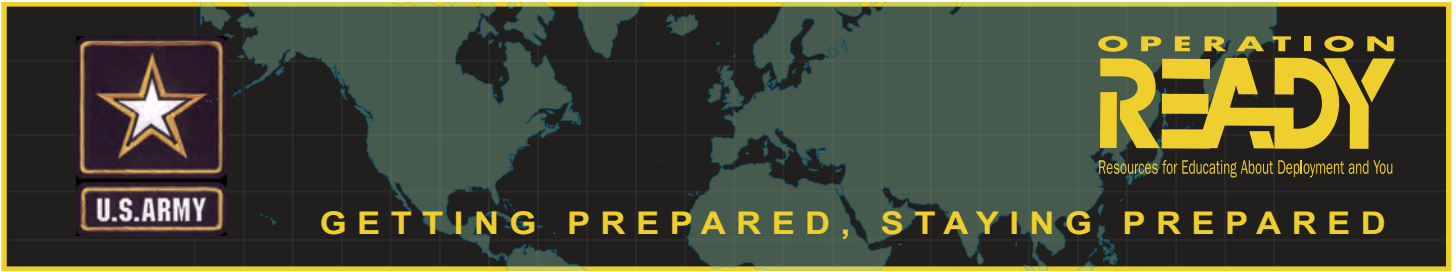 OPERATION
READY
Resources for Educating About Deployment and You
U.S.ARMY
GETTING PREPARED, STAYING PREPARED